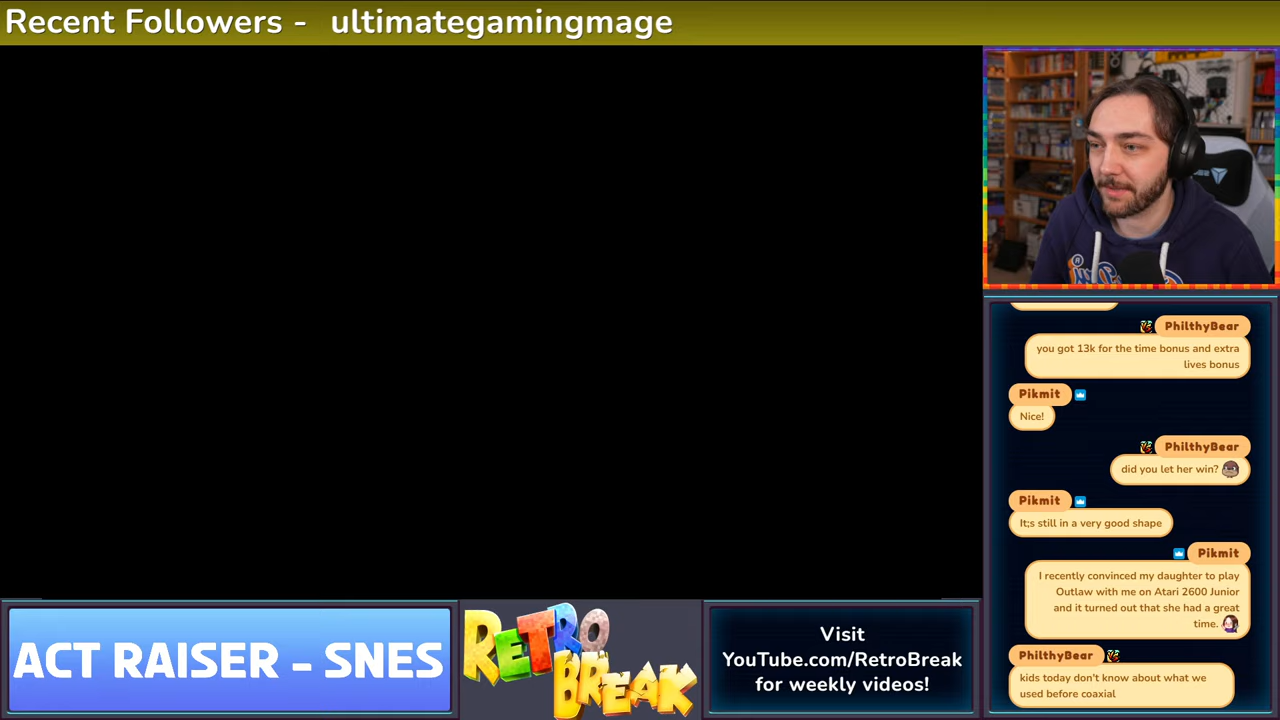 Recent Followers - ultimategamingmage
PhilthyBear
you got 13k for the time bonus and extra
lives bonus
Pikmit
Nice!
PhilthyBear
did you let her win?
Pikmit
It;s still in a very good shape
Pikmit
I recently convinced my daughter to play
Outlaw with me on Atari 2600 Junior
and it turned out that she had a great
time.
PhilthyBear
kids today don't know about what we
used before coaxial
ACT RAISER - SNES
RETRO
BREAK
Visit
YouTube.com/RetroBreak
for weekly videos!